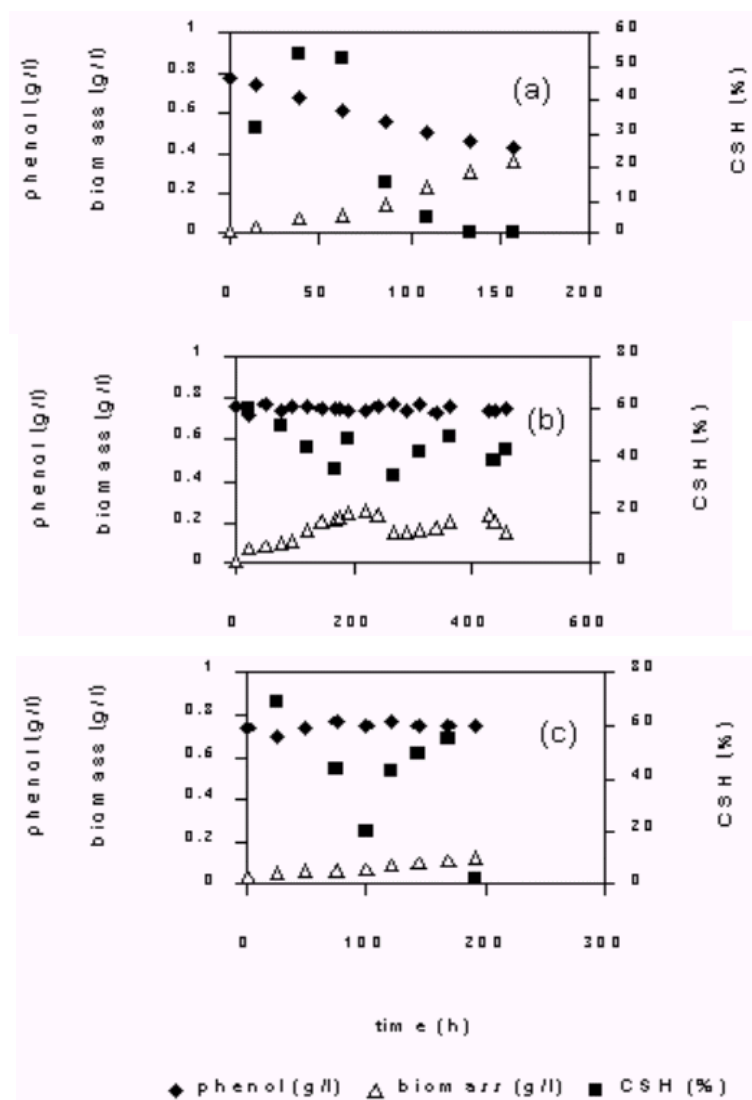 1
0.8
0.6
0.4
0.2
0
60
50
40
30
20
10
0
0 50 100 150 200
phenol (g/l)
biomass (g/l)
CSH (%)
(a)
1
0.8
0.6
0.4
0.2
0
80
60
40
20
0
0 200 400 600
phenol (g/l)
biomass (g/l)
CSH (%)
(b)
1
0.8
0.6
0.4
0.2
0
80
60
40
20
0
0 100 200 300
phenol (g/l)
biomass (g/l)
CSH (%)
(c)
time (h)
phenol (g/l) biomass (g/l) CSH (%)